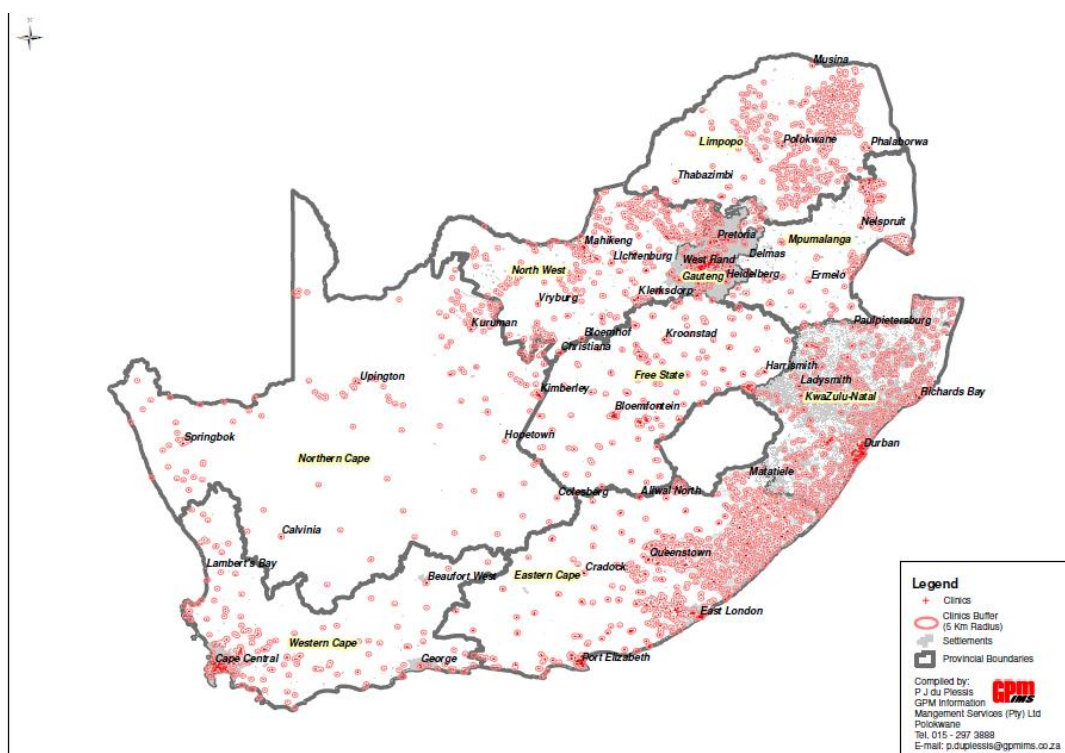 N
Musina
Limpopo
Polokwane
Phalaborwa
Thabazimbi
Nelspruit
Pretoria
Mpumalanga
Mahikeng
Lichtenburg
West Rand
Delmas
North West
Gauteng
Heidelberg
Ermelo
Klerksdorp
Vryburg
Kuruman
Bloemhof
Kroonstad
Paulpietersburg
Christiana
Harrismith
Upington
Free State
Ladysmith
Kimberley
KwaZulu-Natal
Richards Bay
Bloemfontein
Springbok
Hopetown
Durban
Northern Cape
Matatiele
Colesberg
Aliwal North
Calvinia
Queenstown
Lambert's Bay
Beaufort West
Eastern Cape
Cradock
East London
Western Cape
Cape Central
George
Port Elizabeth
Legend
Clinics
Clinics Buffer
(5 Km Radius)
Settlements
Provincial Boundaries
Compiled by:
P J du Plessis
GPM Information
Mangement Services (Pty) Ltd
Polokwane
Tel. 015 - 297 3888
E-mail: p.duplessis@gpmims.co.za
GPM
IMS